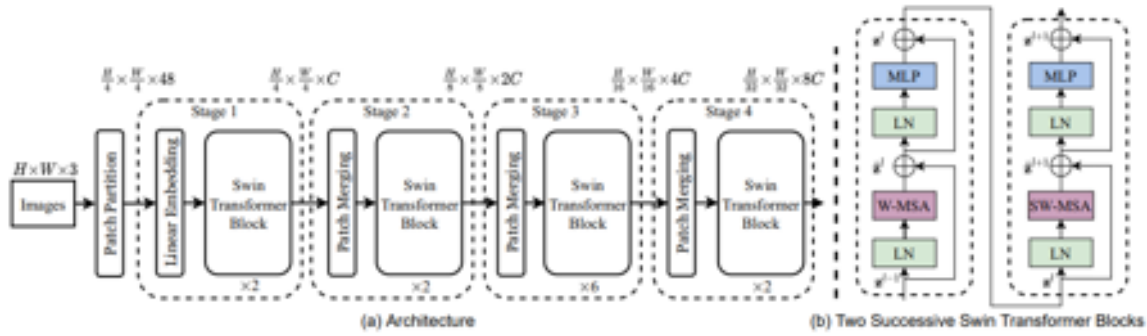 H/4 × W/4 × 48
H/4 × W/4 × C
H/8 × W/8 × 2C
H/16 × W/16 × 4C
H/32 × W/32 × 8C
H×W×3
Images
Patch Partition
Stage 1
Linear Embedding
Swin
Transformer
Block
×2
Stage 2
Patch Merging
Swin
Transformer
Block
×2
Stage 3
Patch Merging
Swin
Transformer
Block
×6
Stage 4
Patch Merging
Swin
Transformer
Block
×2
(a) Architecture
z^l
MLP
LN
z^l
W-MSA
LN
z^l-1
z^l+1
MLP
LN
z^l+1
SW-MSA
LN
z^l
(b) Two Successive Swin Transformer Blocks